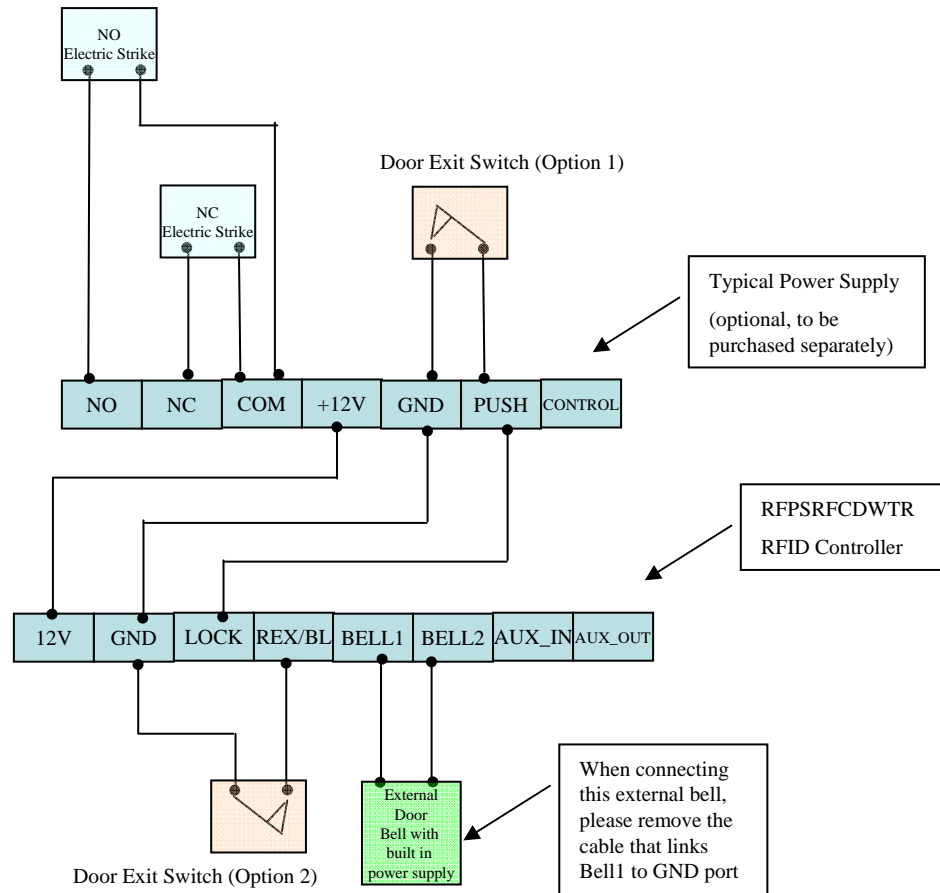 NO
Electric Strike
Door Exit Switch (Option 1)
NC
Electric Strike
Typical Power Supply
(optional, to be
purchased separately)
NO
NC
COM
+12V
GND
PUSH
CONTROL
RFPSRFCDWTR
RFID Controller
12V
GND
LOCK
REX/BL
BELL1
BELL2
AUX_IN
AUX_OUT
External
Door
Bell with
built in
power supply
When connecting
this external bell,
please remove the
cable that links
Bell1 to GND port
Door Exit Switch (Option 2)